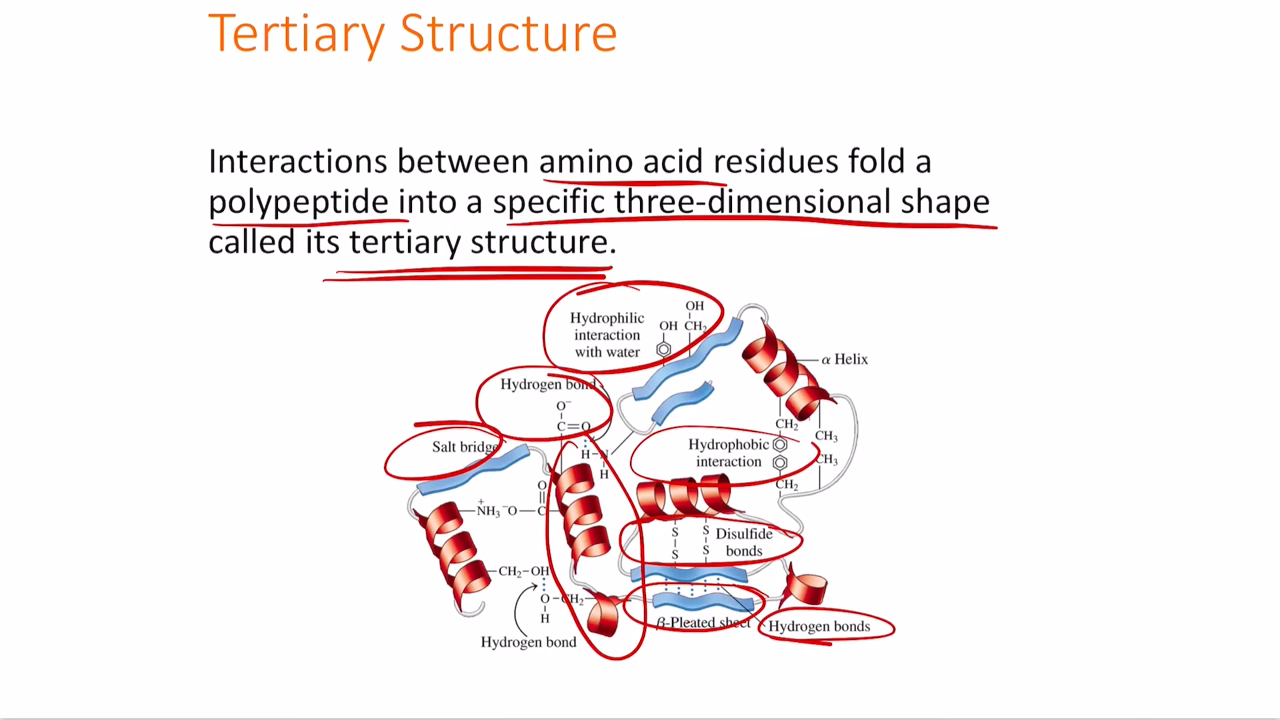 Tertiary Structure
Interactions between amino acid residues fold a
polypeptide into a specific three-dimensional shape
called its tertiary structure.
OH
Hydrophilic
interaction
with water
OH CH₂
α Helix
Hydrogen bond
O⁻
C=O
CH₂
CH₃
Salt bridge
H–N
H
Hydrophobic
interaction
CH₃
CH₂
O
NH₃⁺ ⁻O–C
S S
S S
Disulfide
bonds
CH₂–OH
O–CH₂
H
β-Pleated sheet
Hydrogen bonds
Hydrogen bond